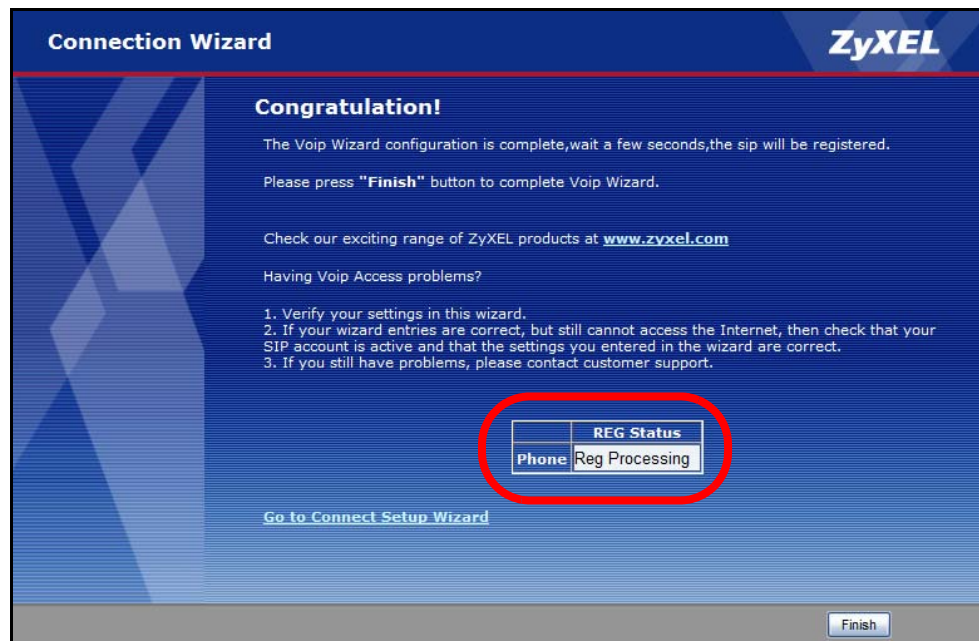 Connection Wizard
ZyXEL
Congratulation!
The Voip Wizard configuration is complete,wait a few seconds,the sip will be registered.
Please press "Finish" button to complete Voip Wizard.
Check our exciting range of ZyXEL products at www.zyxel.com
Having Voip Access problems?
1. Verify your settings in this wizard.
2. If your wizard entries are correct, but still cannot access the Internet, then check that your
SIP account is active and that the settings you entered in the wizard are correct.
3. If you still have problems, please contact customer support.
REG Status
Phone Reg Processing
Go to Connect Setup Wizard
Finish